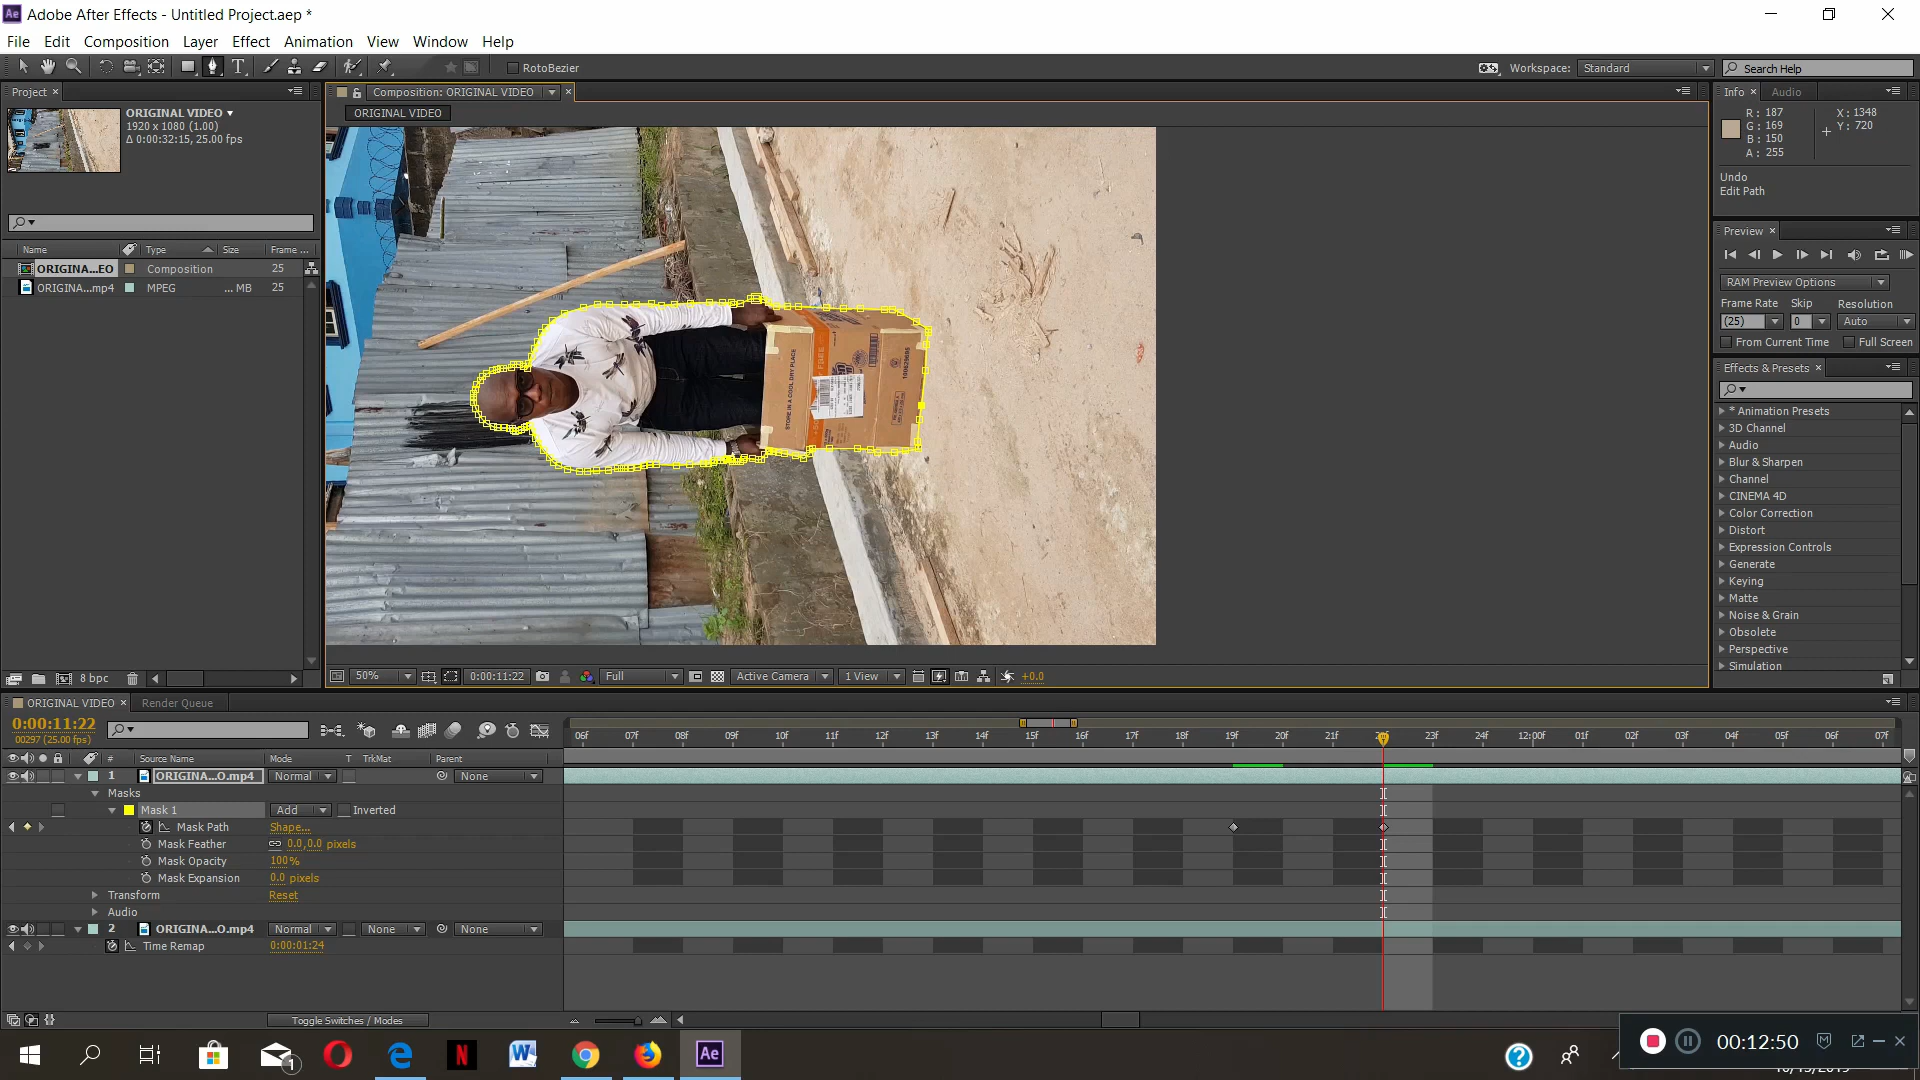 Adobe After Effects - Untitled Project.aep *
File Edit Composition Layer Effect Animation View Window Help
RotoBezier
Workspace: Standard
Search Help
Project
ORIGINAL VIDEO
1920 x 1080 (1.00)
Δ 0:00:32:15, 25.00 fps
Name Type Size Frame ...
ORIGINA...EO Composition 25
ORIGINA...mp4 MPEG ... MB 25
8 bpc
Composition: ORIGINAL VIDEO
ORIGINAL VIDEO
STORE IN A COOL DRY PLACE
50% 0:00:11:22 Full Active Camera 1 View +0.0
Info Audio
R: 187 X: 1348
G: 169 Y: 720
B: 150
A: 255
Undo
Edit Path
Preview
RAM Preview Options
Frame Rate Skip Resolution
(25) 0 Auto
From Current Time Full Screen
Effects & Presets
* Animation Presets
3D Channel
Audio
Blur & Sharpen
Channel
CINEMA 4D
Color Correction
Distort
Expression Controls
Generate
Keying
Matte
Noise & Grain
Obsolete
Perspective
Simulation
ORIGINAL VIDEO Render Queue
0:00:11:22
00297 (25.00 fps)
06f 07f 08f 09f 10f 11f 12f 13f 14f 15f 16f 17f 18f 19f 20f 21f 23f 24f 12:00f 01f 02f 03f 04f 05f 06f 07f
# Source Name Mode T TrkMat Parent
1 ORIGINA...O.mp4 Normal None
Masks
Mask 1 Add Inverted
Mask Path Shape...
Mask Feather 0.0,0.0 pixels
Mask Opacity 100%
Mask Expansion 0.0 pixels
Transform Reset
Audio
2 ORIGINA...O.mp4 Normal None None
Time Remap 0:00:01:24
Toggle Switches / Modes
00:12:50